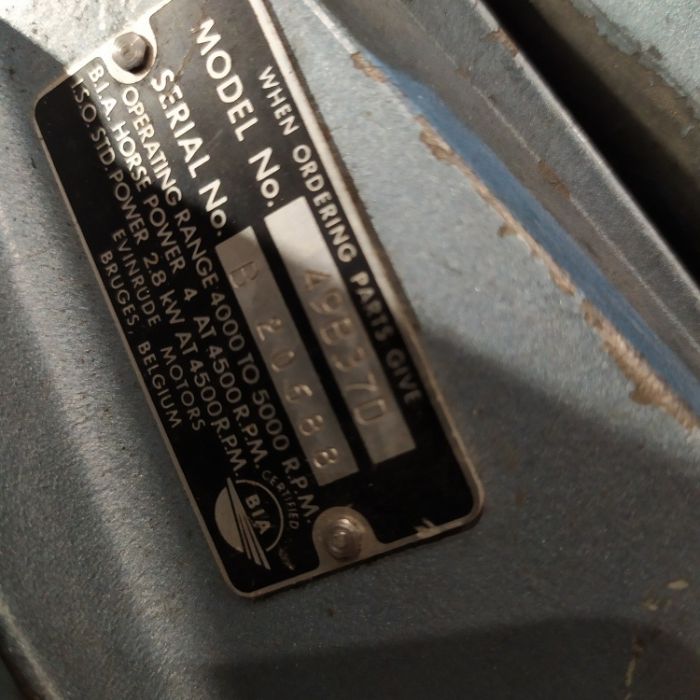 WHEN ORDERING PARTS GIVE
MODEL No. 49B37D
SERIAL No. B 20588
OPERATING RANGE 4000 TO 5000 R.P.M.
B.I.A. HORSE POWER 4 AT 4500 R.P.M.
I.S.O. STD. POWER 2.8 kW AT 4500 R.P.M.
EVINRUDE MOTORS
BRUGES, BELGIUM
BIA
CERTIFIED